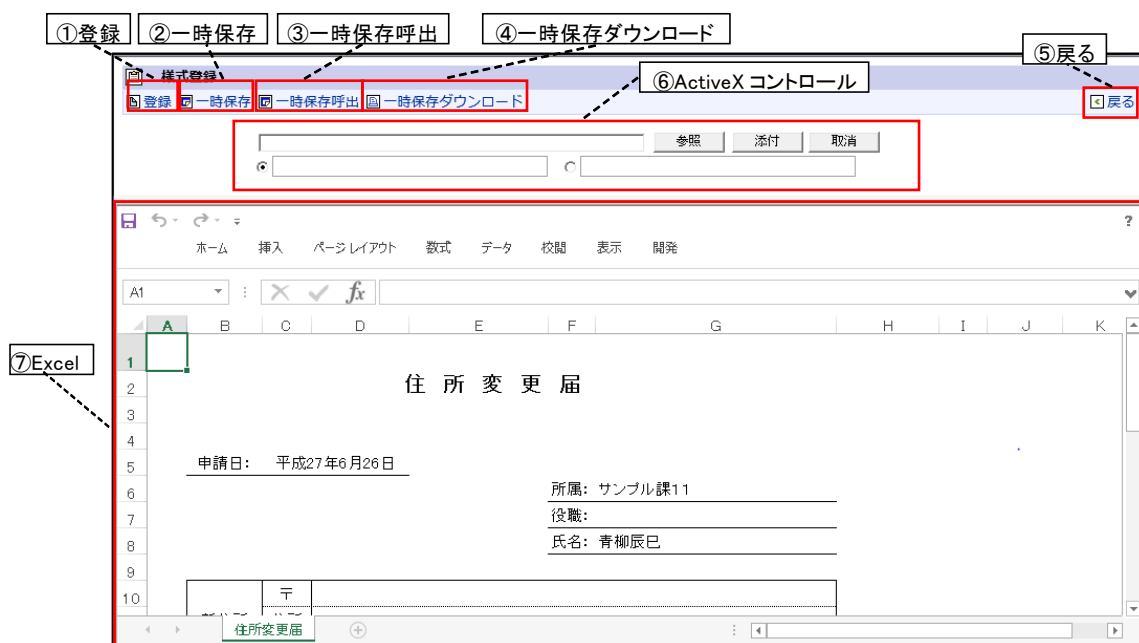 ①登録 ②一時保存 ③一時保存呼出 ④一時保存ダウンロード
⑤戻る
様式登録
⑥ActiveX コントロール
登録 一時保存 一時保存呼出 一時保存ダウンロード 戻る
参照 添付 取消
?
ホーム 挿入 ページ レイアウト 数式 データ 校閲 表示 開発
A1 fx
A B C D E F G H I J K
⑦Excel
1
2 住 所 変 更 届
3
4
5 申請日: 平成27年6月26日
6 所属: サンプル課11
7 役職:
8 氏名: 青柳辰巳
9
10 〒
住所変更届